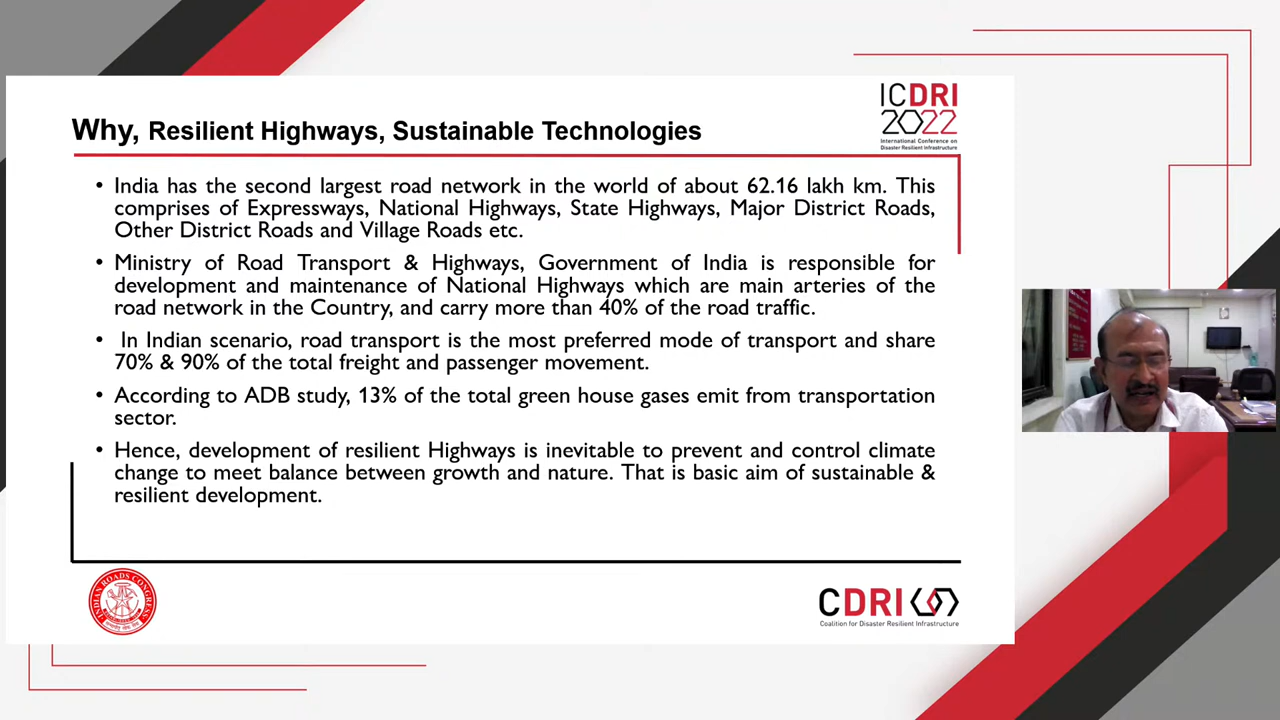 ICDRI
2022
International Conference on
Disaster Resilient Infrastructure
Why, Resilient Highways, Sustainable Technologies
• India has the second largest road network in the world of about 62.16 lakh km. This
comprises of Expressways, National Highways, State Highways, Major District Roads,
Other District Roads and Village Roads etc.
• Ministry of Road Transport & Highways, Government of India is responsible for
development and maintenance of National Highways which are main arteries of the
road network in the Country, and carry more than 40% of the road traffic.
• In Indian scenario, road transport is the most preferred mode of transport and share
70% & 90% of the total freight and passenger movement.
• According to ADB study, 13% of the total green house gases emit from transportation
sector.
• Hence, development of resilient Highways is inevitable to prevent and control climate
change to meet balance between growth and nature. That is basic aim of sustainable &
resilient development.
INDIAN ROADS CONGRESS
CDRI
Coalition for Disaster Resilient Infrastructure